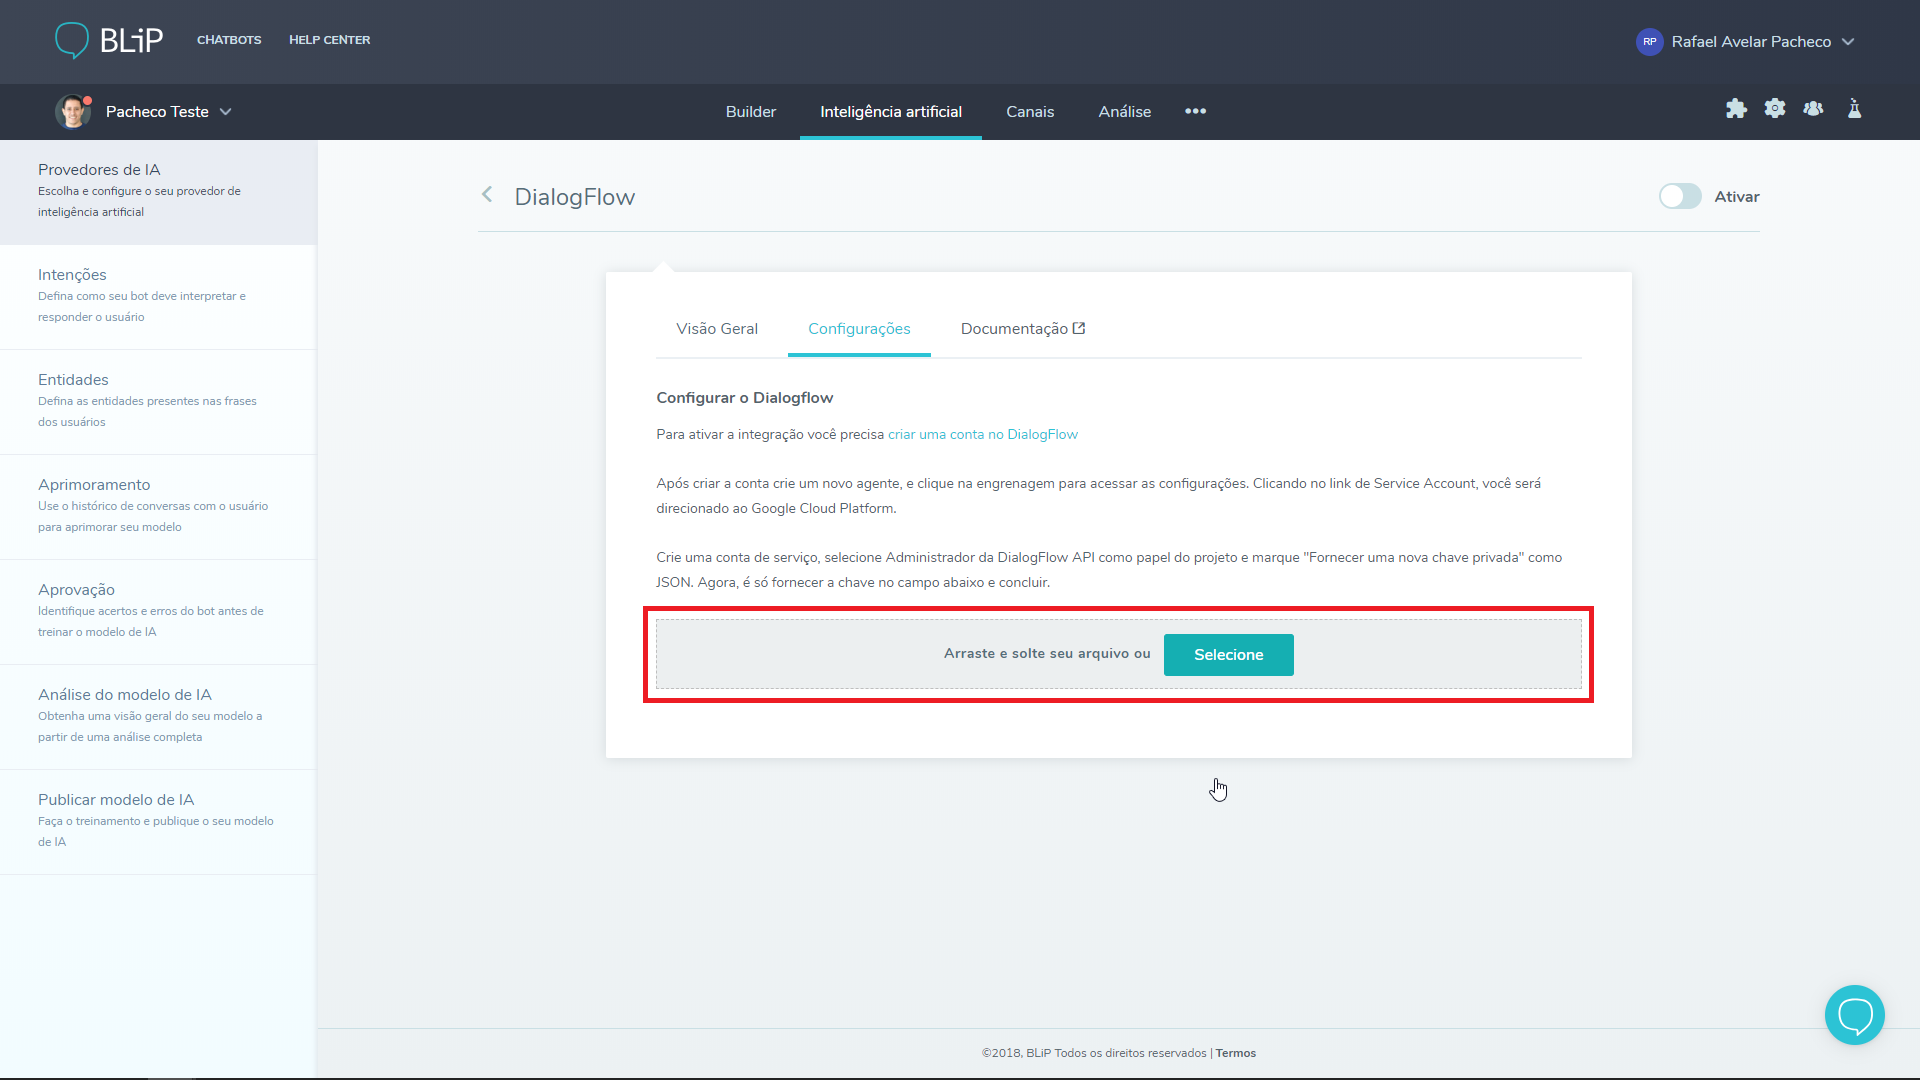 BLiP
CHATBOTS
HELP CENTER
RP
Rafael Avelar Pacheco
Pacheco Teste
Builder
Inteligência artificial
Canais
Análise
Provedores de IA
Escolha e configure o seu provedor de
inteligência artificial
Intenções
Defina como seu bot deve interpretar e
responder o usuário
Entidades
Defina as entidades presentes nas frases
dos usuários
Aprimoramento
Use o histórico de conversas com o usuário
para aprimorar seu modelo
Aprovação
Identifique acertos e erros do bot antes de
treinar o modelo de IA
Análise do modelo de IA
Obtenha uma visão geral do seu modelo a
partir de uma análise completa
Publicar modelo de IA
Faça o treinamento e publique o seu modelo
de IA
DialogFlow
Ativar
Visão Geral
Configurações
Documentação
Configurar o Dialogflow
Para ativar a integração você precisa criar uma conta no DialogFlow
Após criar a conta crie um novo agente, e clique na engrenagem para acessar as configurações. Clicando no link de Service Account, você será
direcionado ao Google Cloud Platform.
Crie uma conta de serviço, selecione Administrador da DialogFlow API como papel do projeto e marque "Fornecer uma nova chave privada" como
JSON. Agora, é só fornecer a chave no campo abaixo e concluir.
Arraste e solte seu arquivo ou
Selecione
©2018, BLiP Todos os direitos reservados | Termos